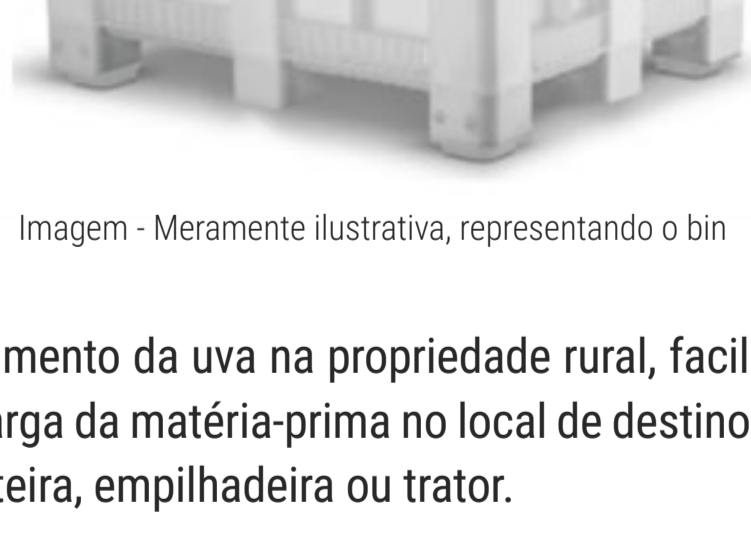 Imagem - Meramente ilustrativa, representando o bin
mento da uva na propriedade rural, facil
arga da matéria-prima no local de destino
teira, empilhadeira ou trator.